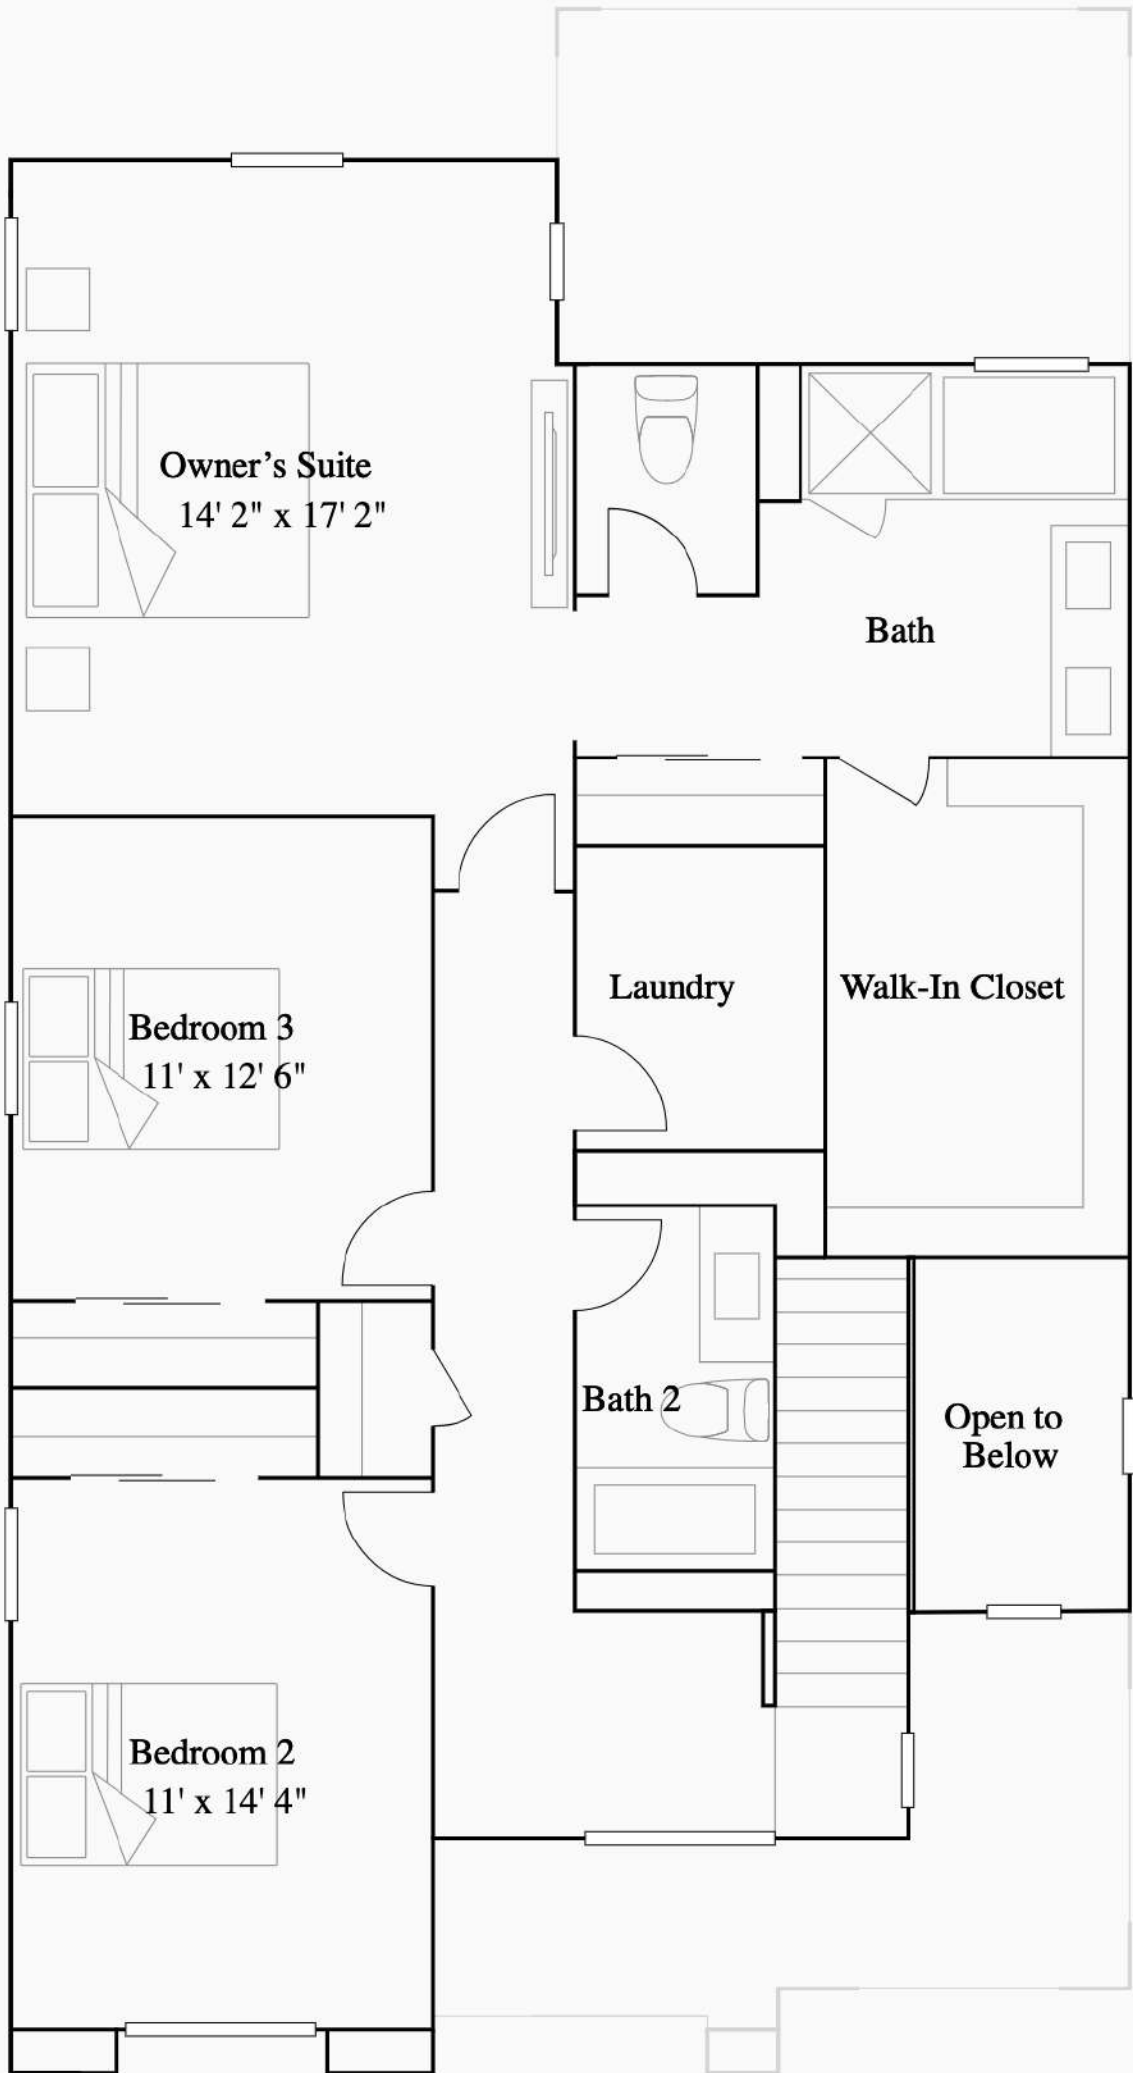 Owner’s Suite
14' 2" x 17' 2"
Bath
Laundry
Walk-In Closet
Bedroom 3
11' x 12' 6"
Bath 2
Open to
Below
Bedroom 2
11' x 14' 4"